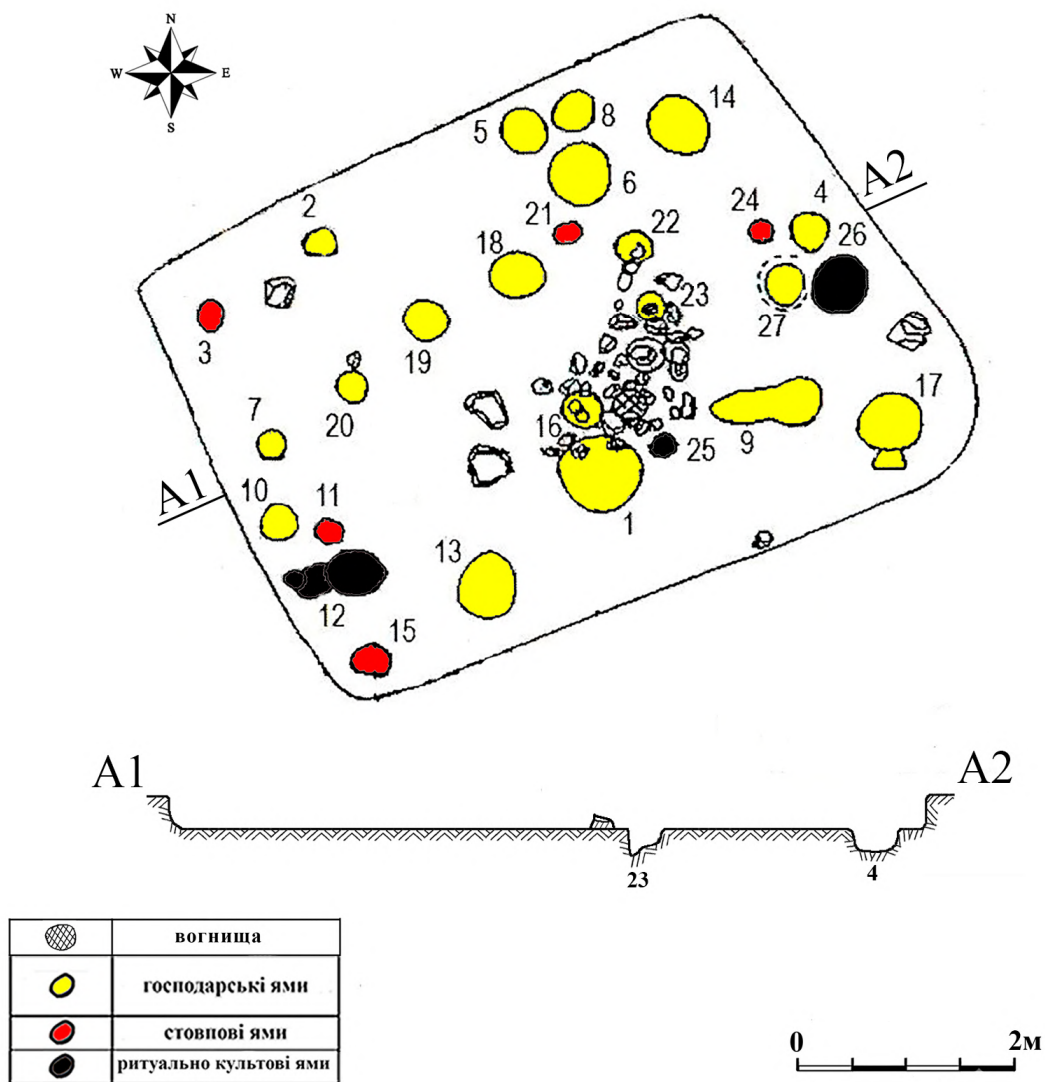 N
W E
S
5 8 14
6
A2
2 21 24 4 26
18 22
3 19 23 27
7 20 16 9 17
25
A1 10 11 1
13
12
15
A1 A2
23 4
вогнища
господарські ями
стовпові ями
ритуально культові ями
0 2м